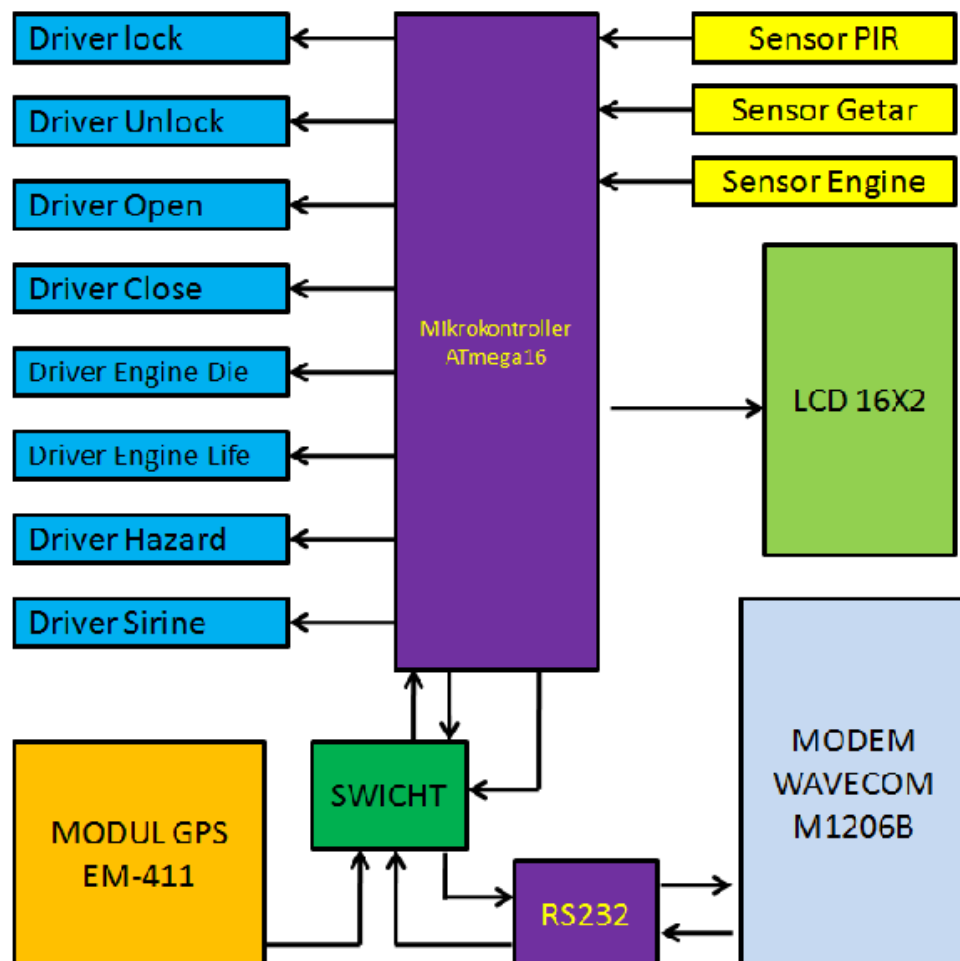 Driver lock
Driver Unlock
Driver Open
Driver Close
Driver Engine Die
Driver Engine Life
Driver Hazard
Driver Sirine
MIkrokontroller
ATmega16
Sensor PIR
Sensor Getar
Sensor Engine
LCD 16X2
MODUL GPS
EM-411
SWICHT
RS232
MODEM
WAVECOM
M1206B